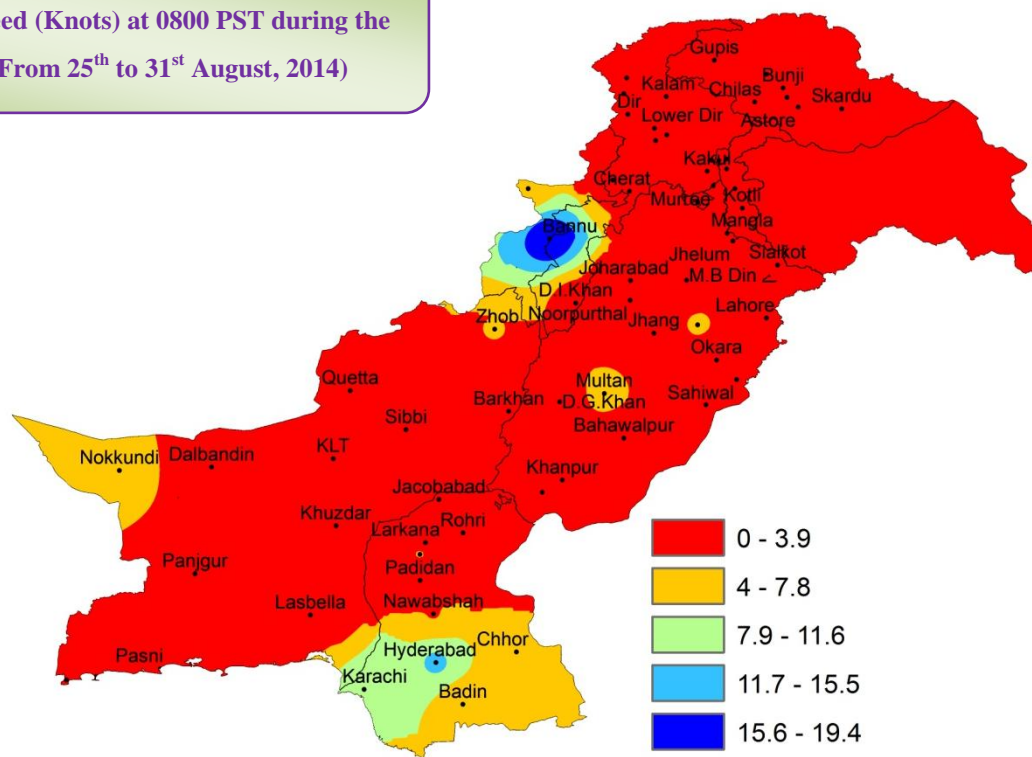 ed (Knots) at 0800 PST during the
From 25th to 31st August, 2014)
Gupis
Bunji
Kalam
Chilas
Skardu
Dir
Lower Dir
Astore
Kakul
Cherat
Murree
Kotli
Bannu
Mangla
Jhelum
Sialkot
Joharabad
M.B Din
D.I.Khan
Lahore
Zhob
Noorpurthal
Jhang
Okara
Quetta
Multan
Barkhan
D.G.Khan
Sahiwal
Sibbi
Bahawalpur
Nokkundi
Dalbandin
KLT
Khanpur
Jacobabad
Khuzdar
Larkana
Rohri
0 - 3.9
Panjgur
Padidan
4 - 7.8
Lasbella
Nawabshah
7.9 - 11.6
Pasni
Hyderabad
Chhor
Karachi
Badin
11.7 - 15.5
15.6 - 19.4